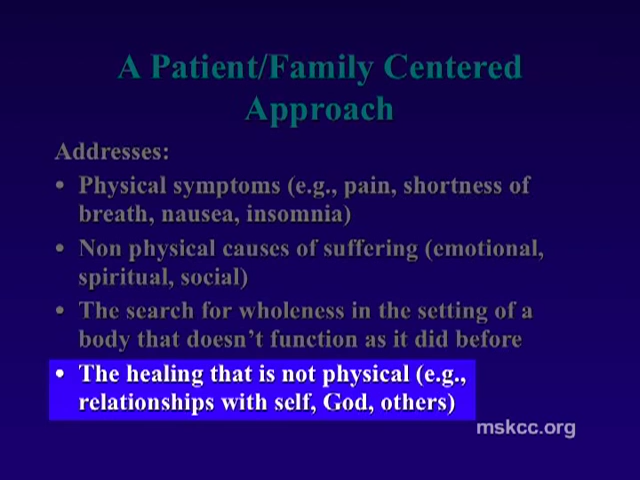 A Patient/Family Centered
Approach
Addresses:
• Physical symptoms (e.g., pain, shortness of
breath, nausea, insomnia)
• Non physical causes of suffering (emotional,
spiritual, social)
• The search for wholeness in the setting of a
body that doesn't function as it did before
• The healing that is not physical (e.g.,
relationships with self, God, others)
mskcc.org